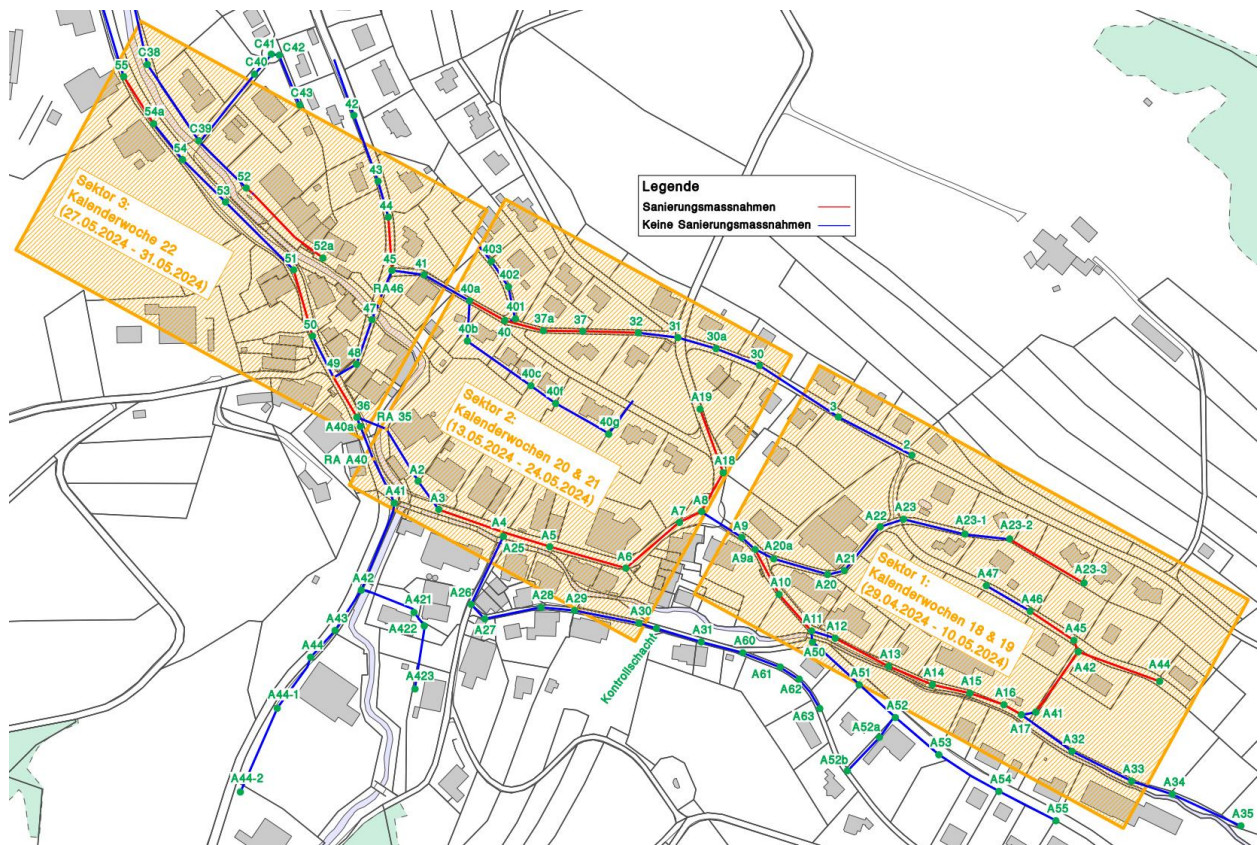 C38
C41
C42
C40
55
C43
54a
42
C39
54
52
43
53
44
52a
45
41
RA46
51
403
402
40a
401
40
37a
37
32
31
30a
30
47
50
40b
48
49
40c
40f
40g
36
RA 35
A40a
RA A40
A2
A3
A41
A4
A25
A5
A6
A7
A8
A18
A19
3
2
Legende
Sanierungsmassnahmen
Keine Sanierungsmassnahmen
Sektor 3:
Kalenderwoche 22
(27.05.2024 - 31.05.2024)
Sektor 2:
Kalenderwochen 20 & 21
(13.05.2024 - 24.05.2024)
Sektor 1:
Kalenderwochen 18 & 19
(29.04.2024 - 10.05.2024)
A9
A9a
A20a
A20
A21
A22
A23
A23-1
A23-2
A23-3
A10
A11
A12
A50
A13
A14
A15
A16
A17
A41
A42
A44
A45
A46
A47
A26
A27
A28
A29
A30
Kontrollschacht
A31
A60
A61
A62
A63
A51
A52
A52a
A52b
A53
A54
A55
A32
A33
A34
A35
A42
A421
A422
A423
A43
A44
A44-1
A44-2